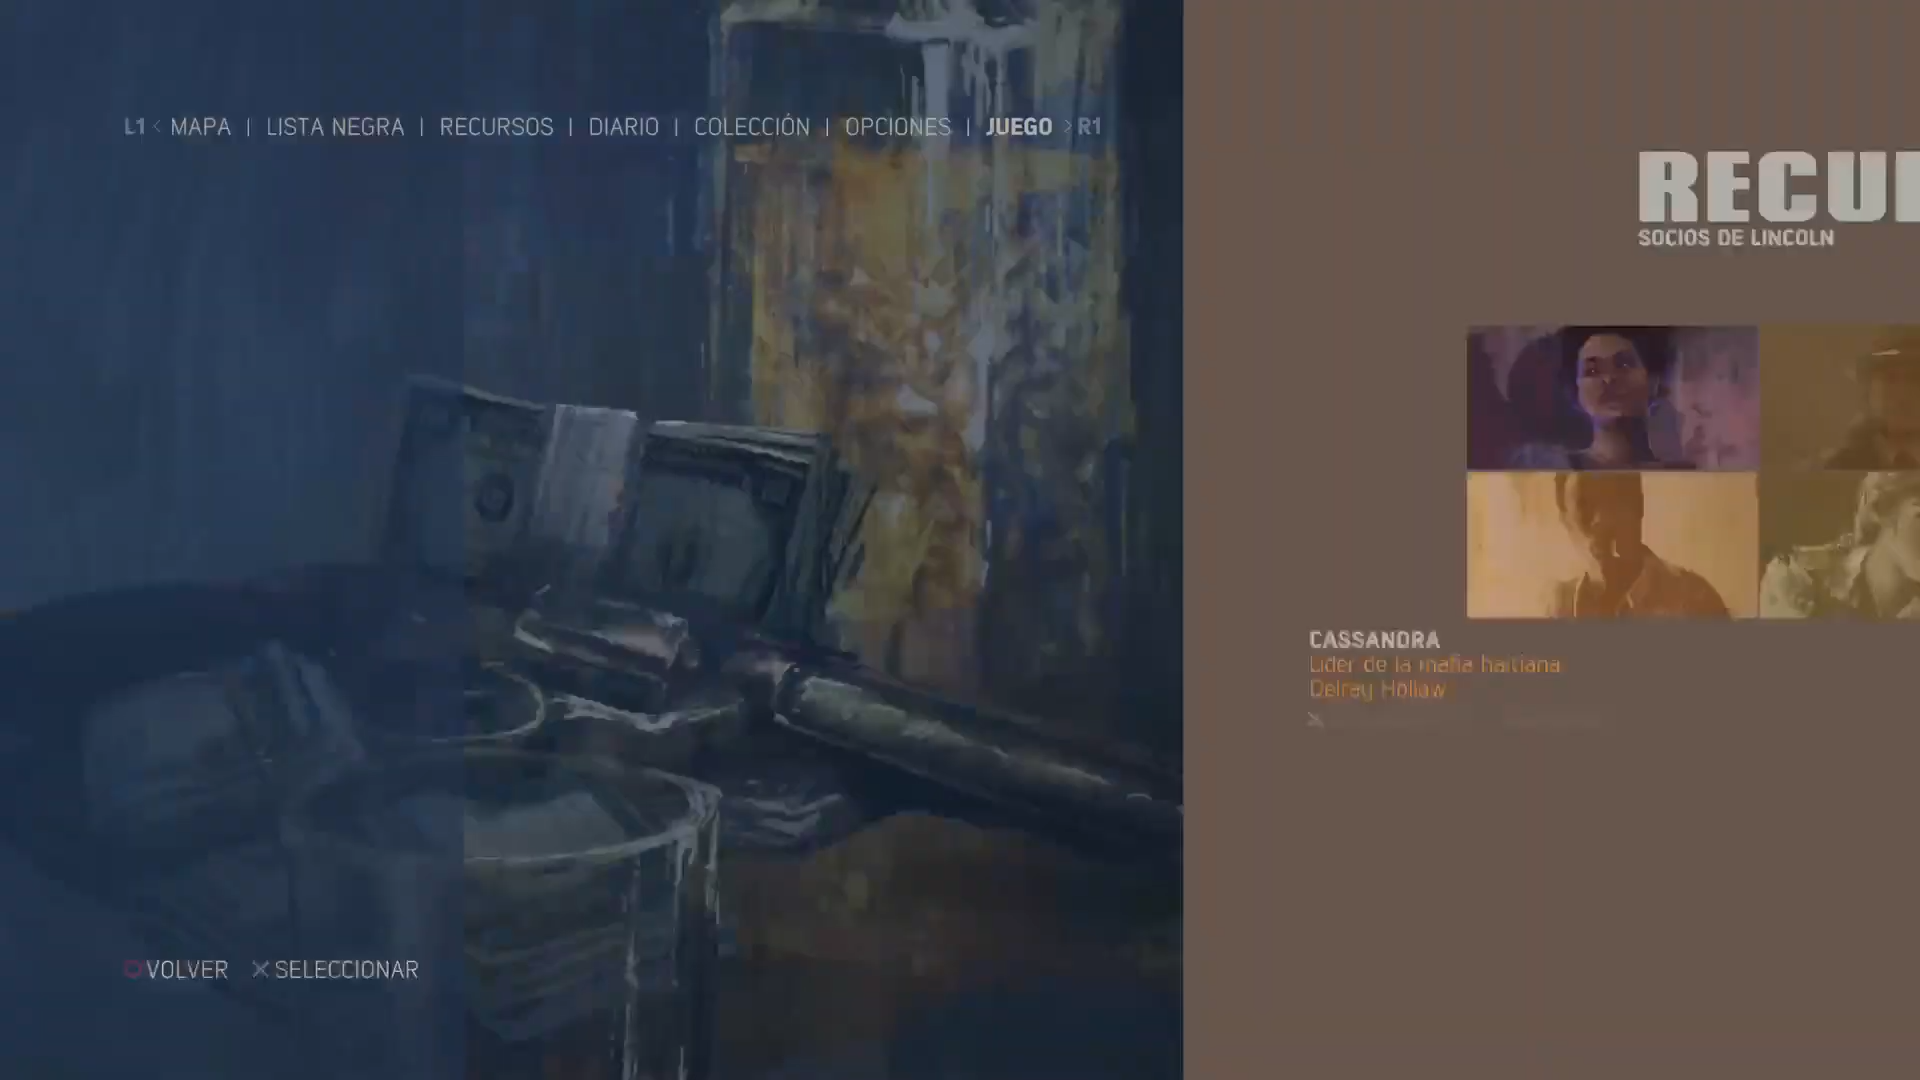 L1 < MAPA | LISTA NEGRA | RECURSOS | DIARIO | COLECCIÓN | OPCIONES | JUEGO > R1
RECU
SOCIOS DE LINCOLN
CASSANDRA
Líder de la mafia haitiana
Delray Hollow
VOLVER SELECCIONAR